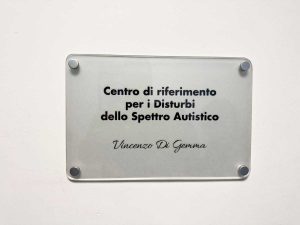 Centro di riferimento
per i Disturbi
dello Spettro Autistico
Vincenzo Di Gemma